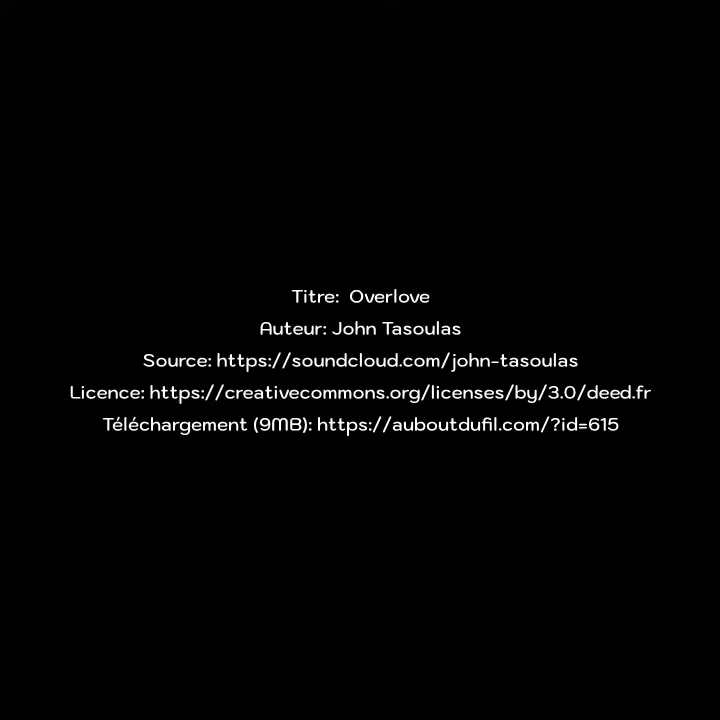 Titre:  Overlove
Auteur: John Tasoulas
Source: https://soundcloud.com/john-tasoulas
Licence: https://creativecommons.org/licenses/by/3.0/deed.fr
Téléchargement (9MB): https://auboutdufil.com/?id=615